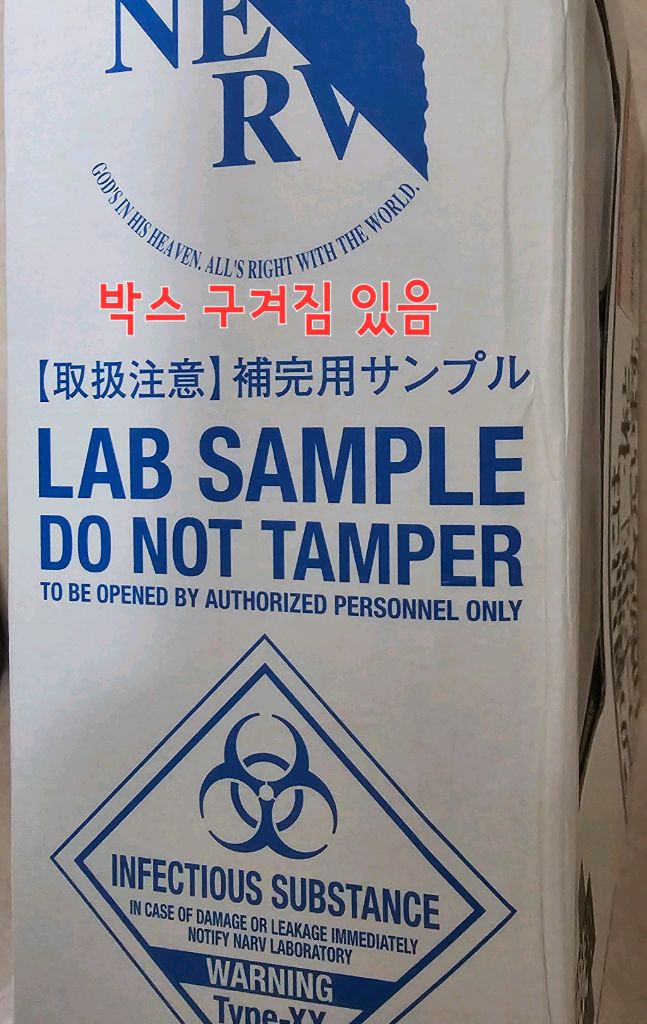 NE
RV
GOD'S IN HIS HEAVEN. ALL'S RIGHT WITH THE WORLD.
박스 구겨짐 있음
【取扱注意】補完用サンプル
LAB SAMPLE
DO NOT TAMPER
TO BE OPENED BY AUTHORIZED PERSONNEL ONLY
INFECTIOUS SUBSTANCE
IN CASE OF DAMAGE OR LEAKAGE IMMEDIATELY
NOTIFY NARV LABORATORY
WARNING
Type-XX